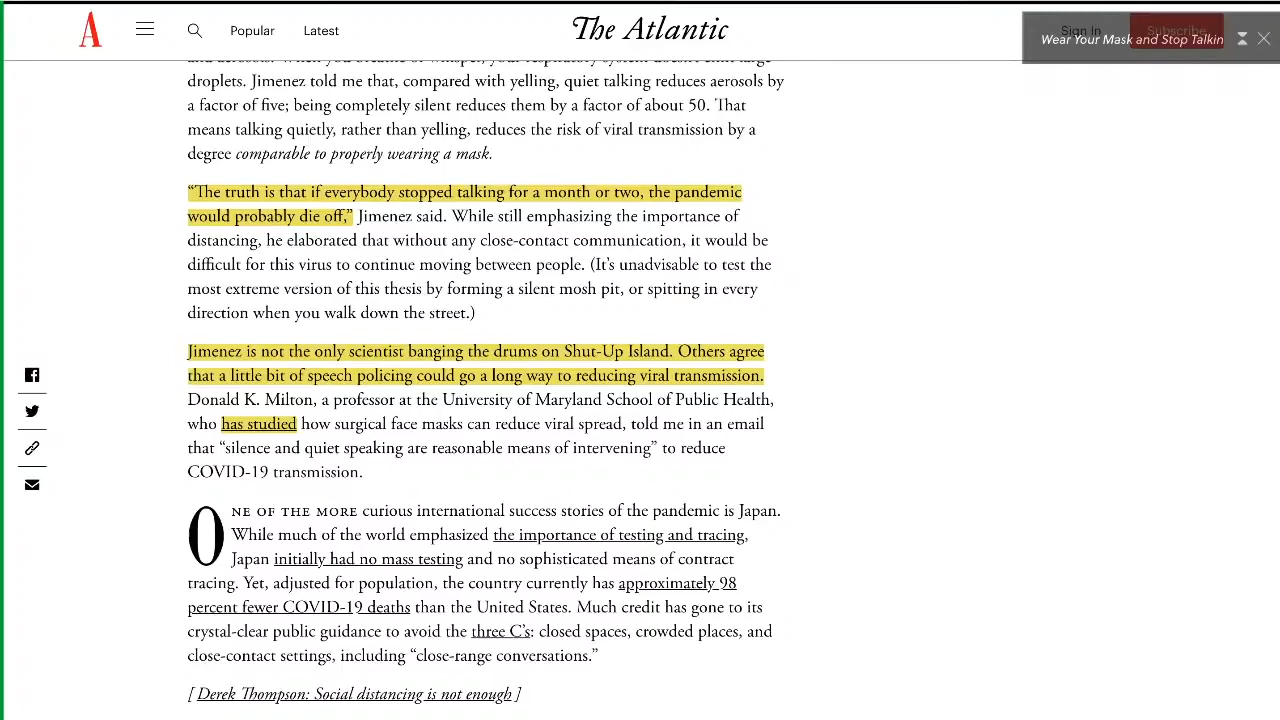 A
Popular
Latest
The Atlantic
Sign In
Subscribe
Wear Your Mask and Stop Talkin
droplets. Jimenez told me that, compared with yelling, quiet talking reduces aerosols by
a factor of five; being completely silent reduces them by a factor of about 50. That
means talking quietly, rather than yelling, reduces the risk of viral transmission by a
degree comparable to properly wearing a mask.
“The truth is that if everybody stopped talking for a month or two, the pandemic
would probably die off,” Jimenez said. While still emphasizing the importance of
distancing, he elaborated that without any close-contact communication, it would be
difficult for this virus to continue moving between people. (It’s unadvisable to test the
most extreme version of this thesis by forming a silent mosh pit, or spitting in every
direction when you walk down the street.)
Jimenez is not the only scientist banging the drums on Shut-Up Island. Others agree
that a little bit of speech policing could go a long way to reducing viral transmission.
Donald K. Milton, a professor at the University of Maryland School of Public Health,
who has studied how surgical face masks can reduce viral spread, told me in an email
that “silence and quiet speaking are reasonable means of intervening” to reduce
COVID-19 transmission.
ONE OF THE MORE curious international success stories of the pandemic is Japan.
While much of the world emphasized the importance of testing and tracing,
Japan initially had no mass testing and no sophisticated means of contract
tracing. Yet, adjusted for population, the country currently has approximately 98
percent fewer COVID-19 deaths than the United States. Much credit has gone to its
crystal-clear public guidance to avoid the three C’s: closed spaces, crowded places, and
close-contact settings, including “close-range conversations.”
[ Derek Thompson: Social distancing is not enough ]